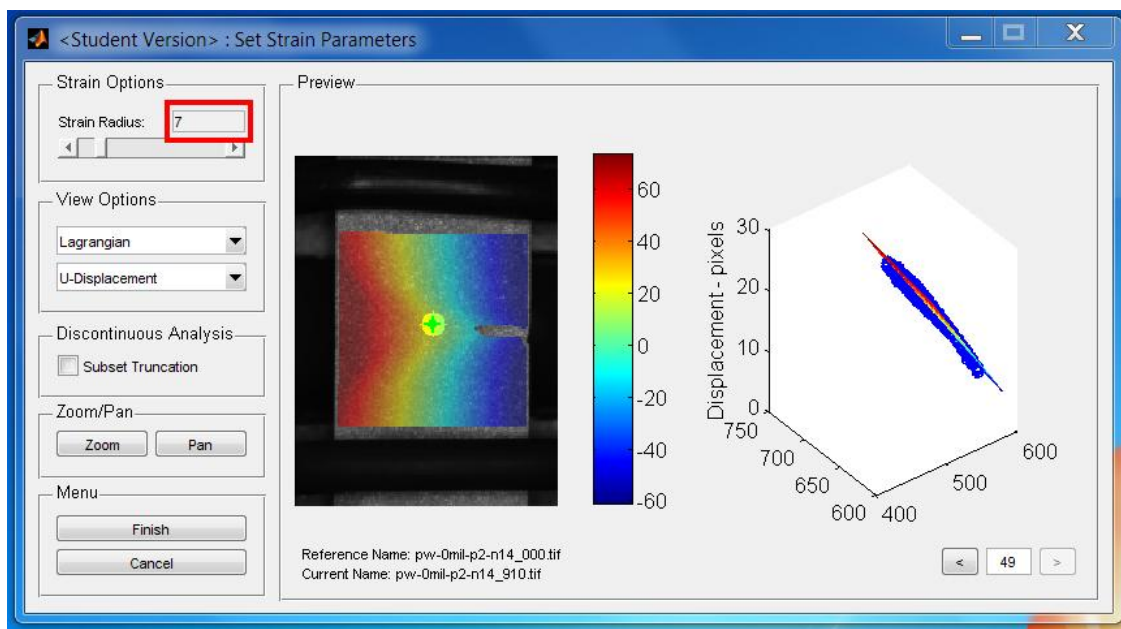 <Student Version> : Set Strain Parameters
Strain Options
Strain Radius: 7
View Options
Lagrangian
U-Displacement
Discontinuous Analysis
Subset Truncation
Zoom/Pan
Zoom Pan
Menu
Finish
Cancel
Preview
60
40
20
0
-20
-40
-60
Displacement - pixels
30
20
10
0
750
700
650
600
400
500
600
Reference Name: pw-0mil-p2-n14_000.tif
Current Name: pw-0mil-p2-n14_910.tif
< 49 >